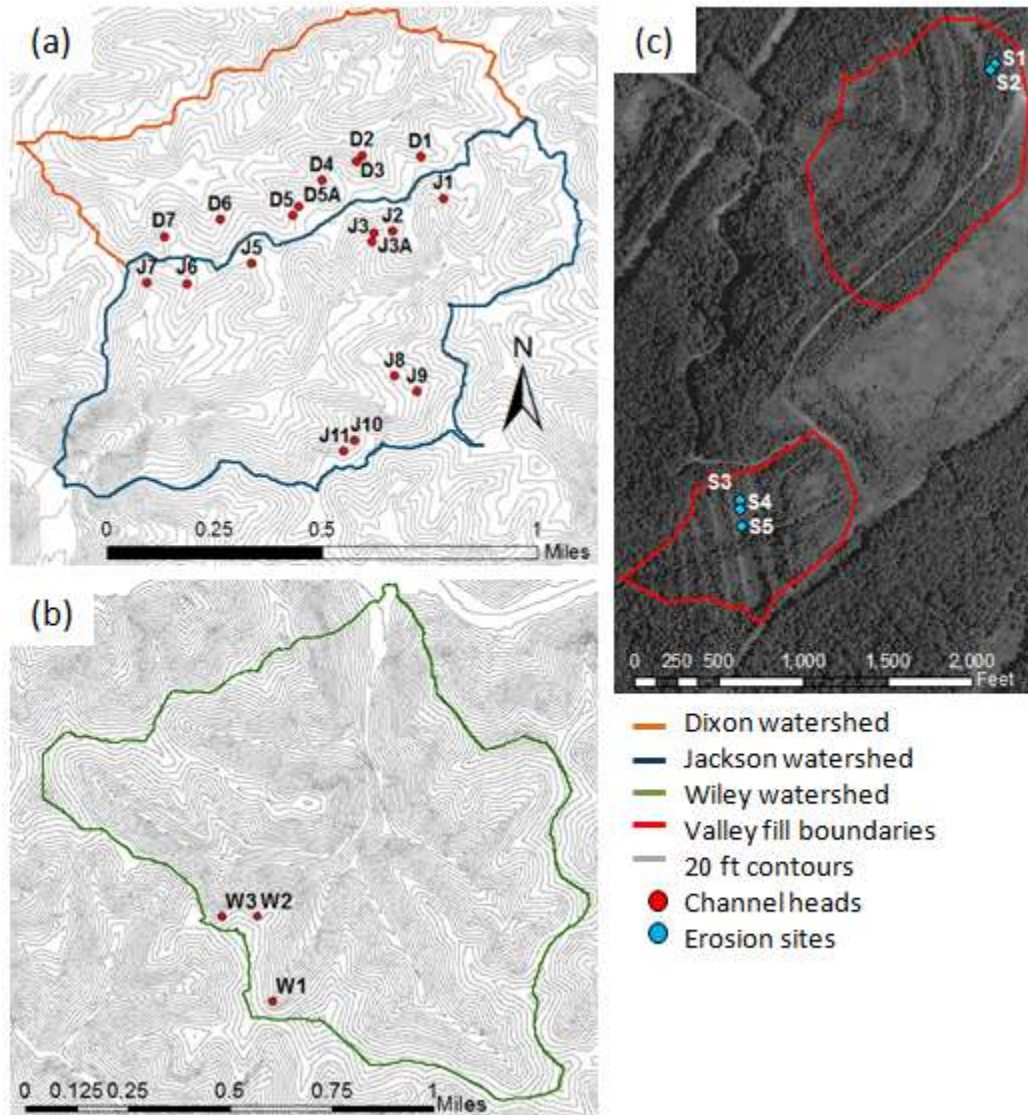 (a)
D2
D1
D4
D3
D6
D5
D5A
D7
J1
J3
J2
J3A
J5
J7
J6
J8
J9
N
J10
J11
0 0.25 0.5 1
Miles
(b)
W3 W2
W1
0 0.125 0.25 0.5 0.75 1
Miles
(c)
S1
S2
S3
S4
S5
0 250 500 1,000 1,500 2,000
Feet
Dixon watershed
Jackson watershed
Wiley watershed
Valley fill boundaries
20 ft contours
Channel heads
Erosion sites